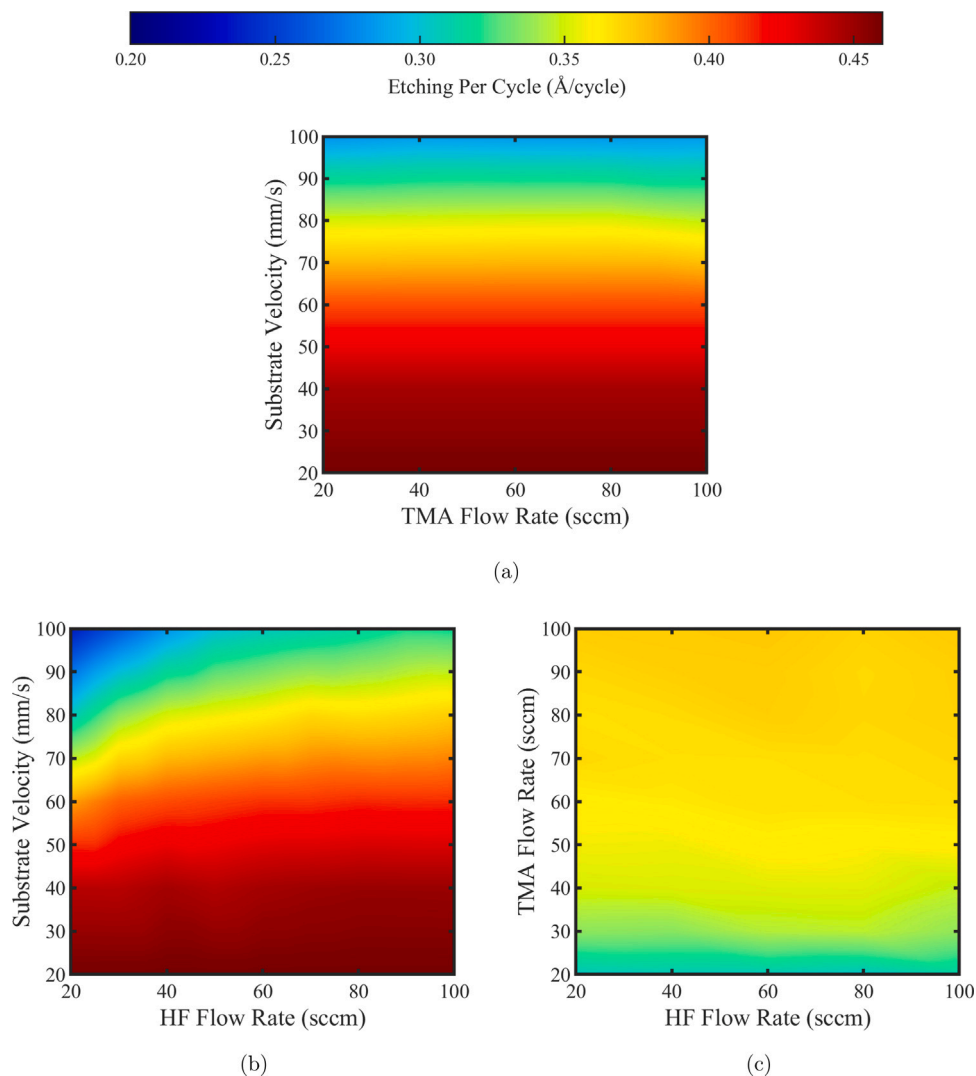 0.20 0.25 0.30 0.35 0.40 0.45
Etching Per Cycle (Å/cycle)
100
90
80
70
60
50
40
30
20
Substrate Velocity (mm/s)
20 40 60 80 100
TMA Flow Rate (sccm)
(a)
100
90
80
70
60
50
40
30
20
Substrate Velocity (mm/s)
20 40 60 80 100
HF Flow Rate (sccm)
(b)
100
90
80
70
60
50
40
30
20
TMA Flow Rate (sccm)
20 40 60 80 100
HF Flow Rate (sccm)
(c)